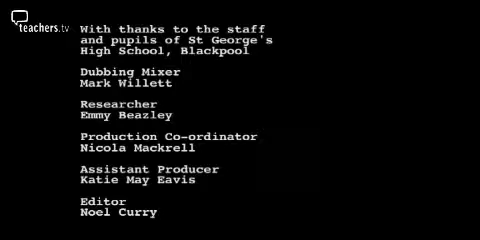 teachers.tv
With thanks to the staff
and pupils of St George's
High School, Blackpool
Dubbing Mixer
Mark Willett
Researcher
Emmy Beazley
Production Co-ordinator
Nicola Mackrell
Assistant Producer
Katie May Eavis
Editor
Noel Curry